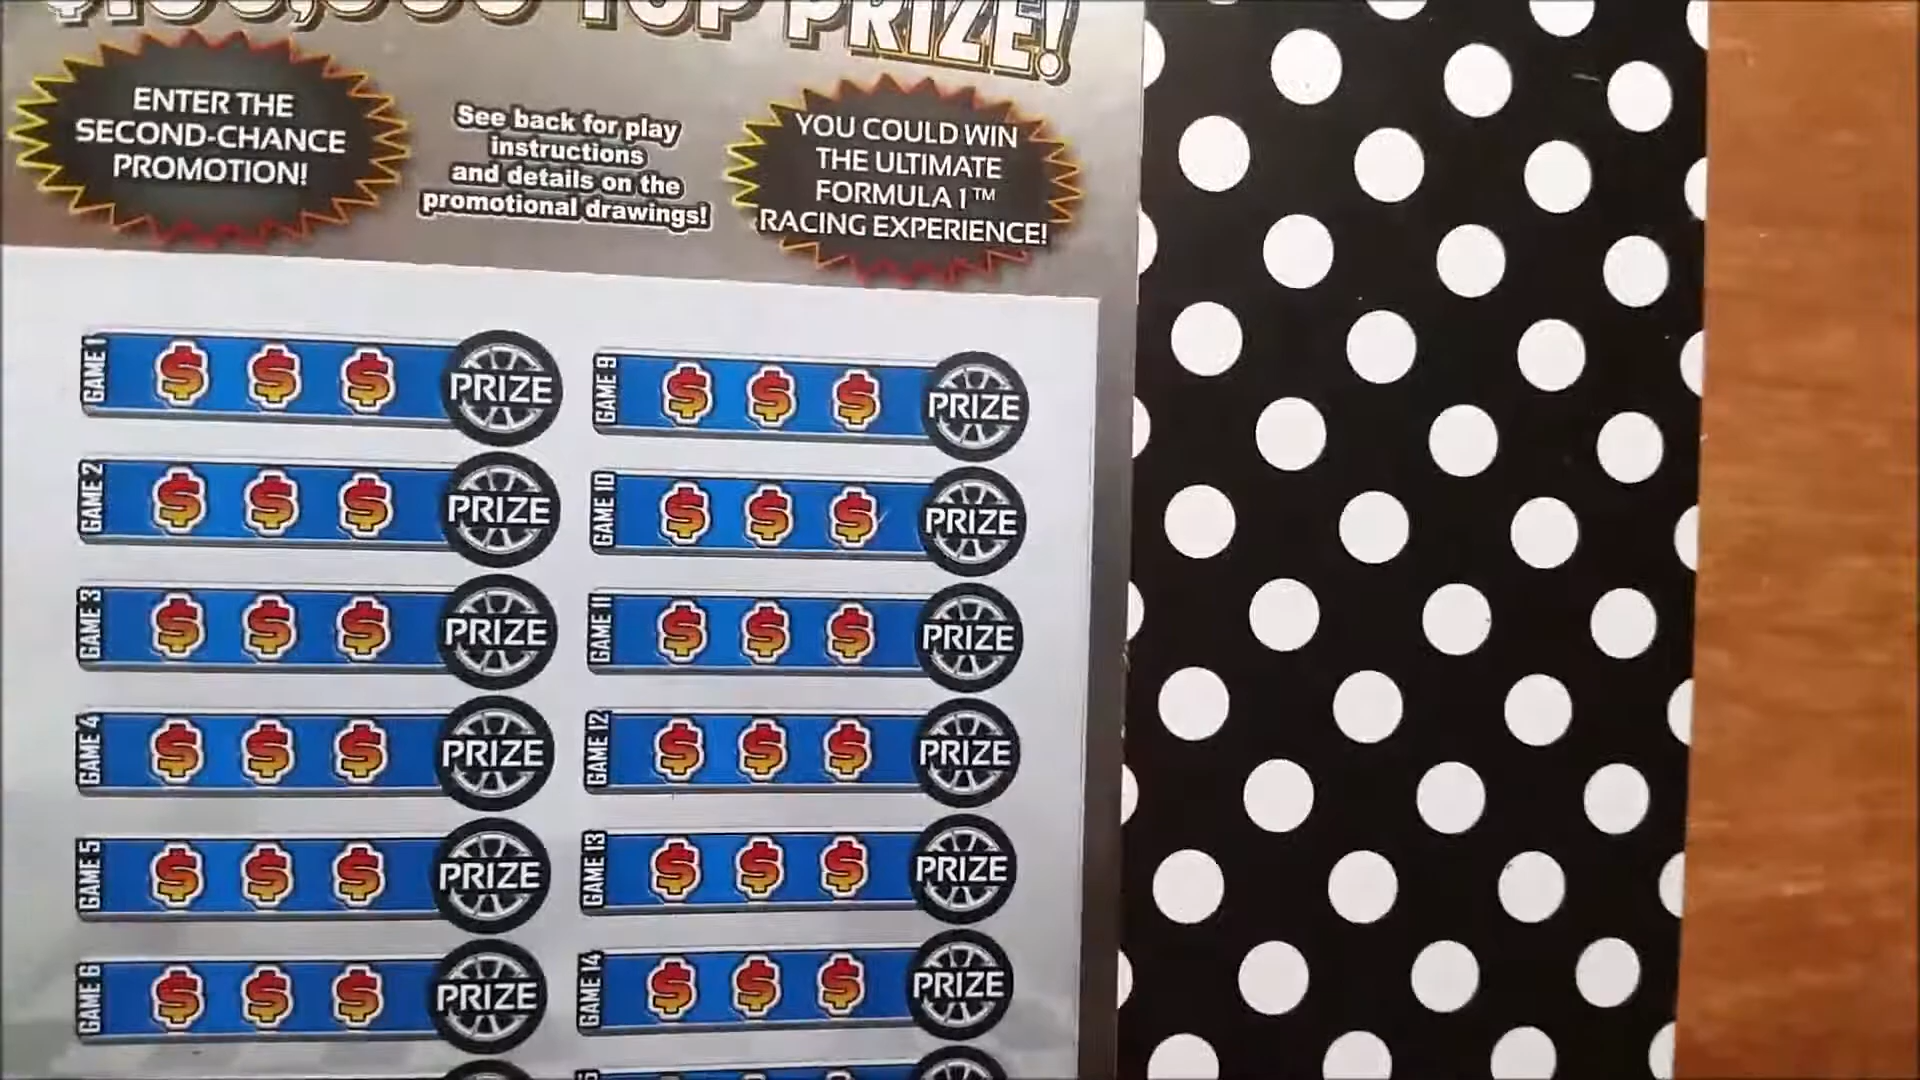 TOP PRIZE!
ENTER THE
SECOND-CHANCE
PROMOTION!
See back for play
instructions
and details on the
promotional drawings!
YOU COULD WIN
THE ULTIMATE
FORMULA 1™
RACING EXPERIENCE!
GAME 1 $ $ $ PRIZE
GAME 9 $ $ $ PRIZE
GAME 2 $ $ $ PRIZE
GAME 10 $ $ $ PRIZE
GAME 3 $ $ $ PRIZE
GAME 11 $ $ $ PRIZE
GAME 4 $ $ $ PRIZE
GAME 12 $ $ $ PRIZE
GAME 5 $ $ $ PRIZE
GAME 13 $ $ $ PRIZE
GAME 6 $ $ $ PRIZE
GAME 14 $ $ $ PRIZE